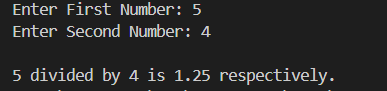 Enter First Number: 5
Enter Second Number: 4
5 divided by 4 is 1.25 respectively.